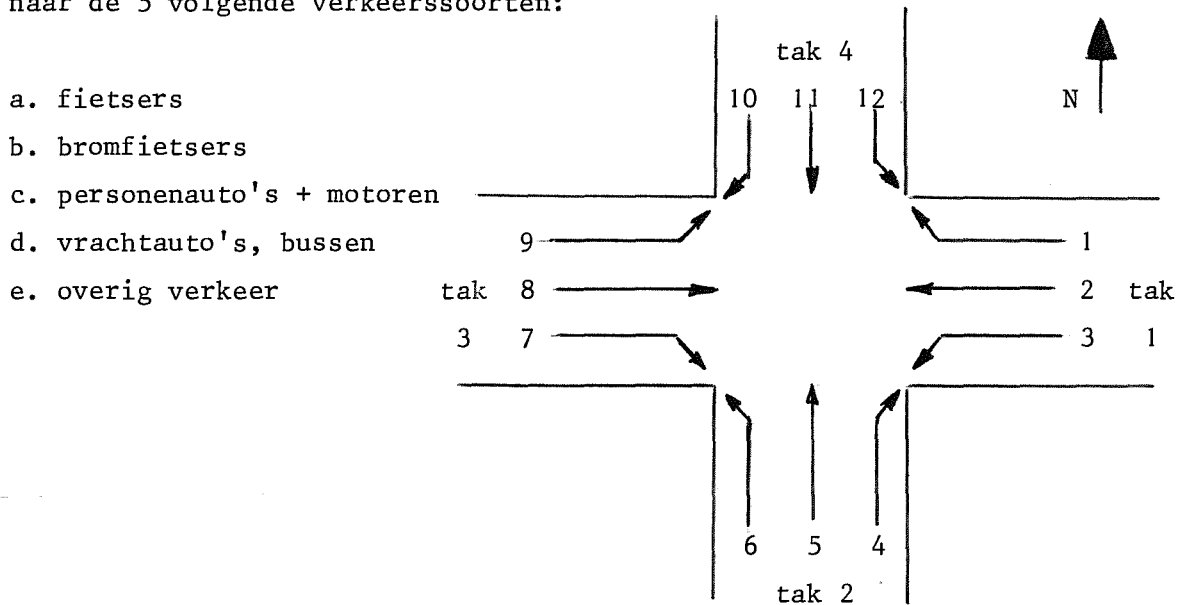 naar de 5 volgende verkeerssoorten:
tak 4
a. fietsers
10 11 12
N
b. bromfietsers
c. personenauto's + motoren
d. vrachtauto's, bussen
9
1
e. overig verkeer
tak 8
2 tak
3 7
3 1
6 5 4
tak 2